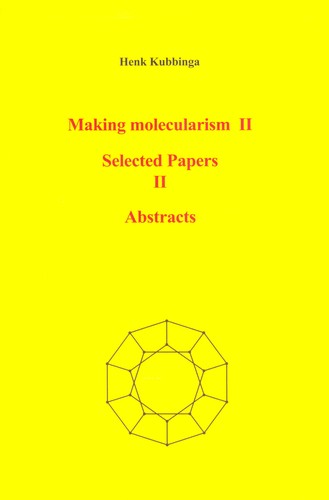 Henk Kubbinga
Making molecularism II
Selected Papers
II
Abstracts